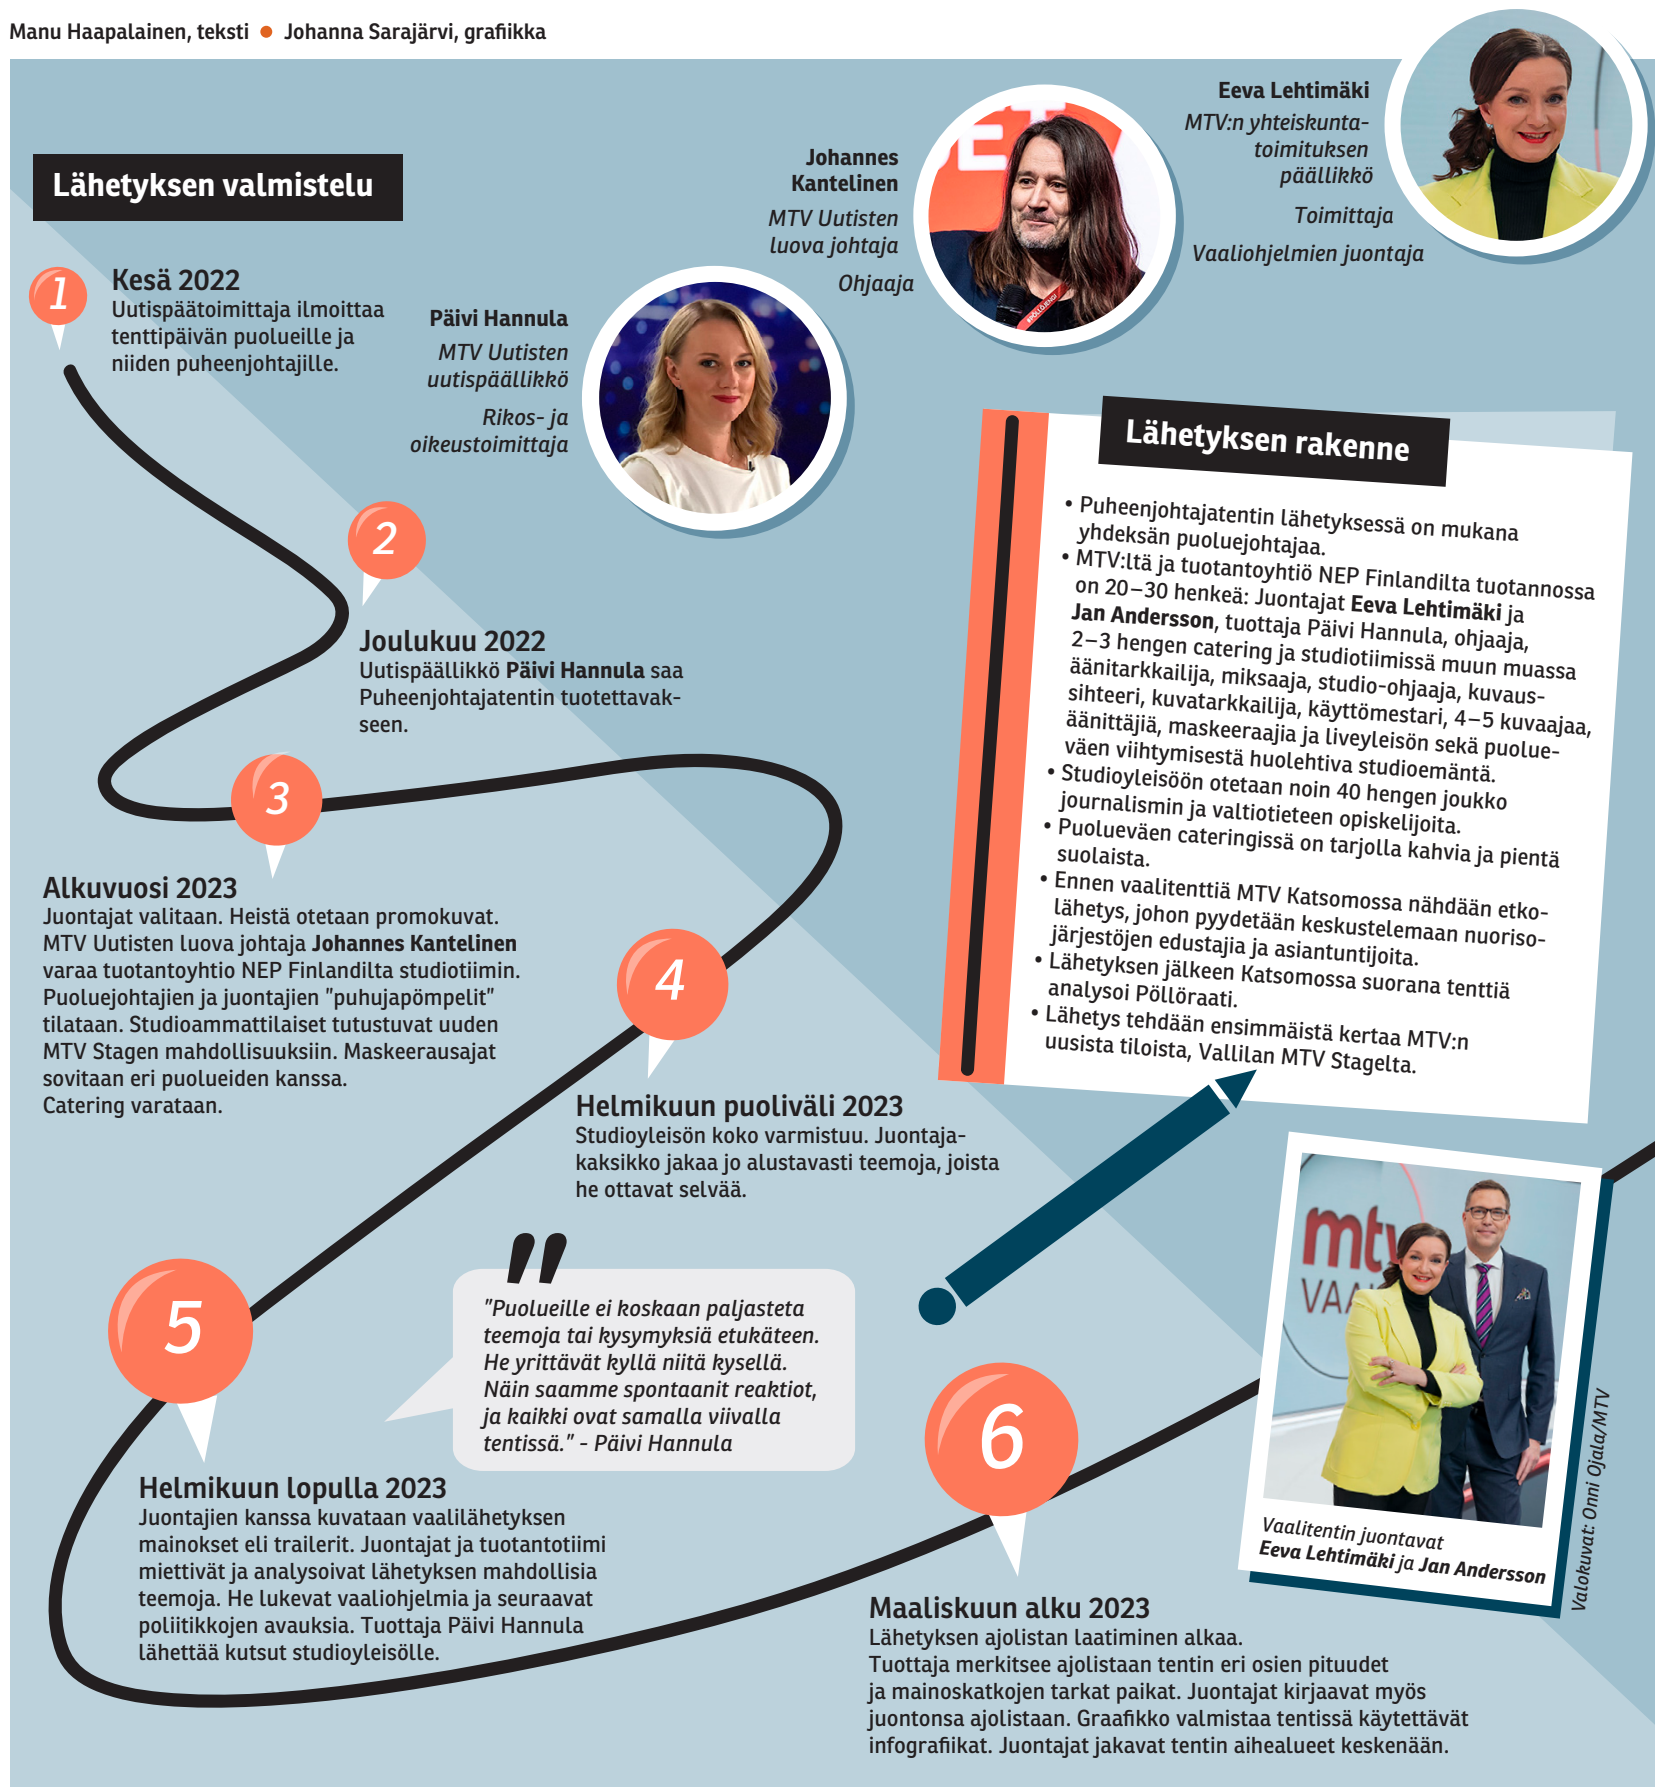 Manu Haapalainen, teksti ● Johanna Sarajärvi, grafiikka
Eeva Lehtimäki
MTV:n yhteiskunta-
toimituksen
päällikkö
Toimittaja
Vaaliohjelmien juontaja
Johannes
Kantelinen
MTV Uutisten
luova johtaja
Ohjaaja
#PÖLLÖJENGI
Päivi Hannula
MTV Uutisten
uutispäällikkö
Rikos- ja
oikeustoimittaja
Lähetyksen valmistelu
1
Kesä 2022
Uutispäätoimittaja ilmoittaa
tenttipäivän puolueille ja
niiden puheenjohtajille.
2
Joulukuu 2022
Uutispäällikkö Päivi Hannula saa
Puheenjohtajatentin tuotettavak-
seen.
3
Alkuvuosi 2023
Juontajat valitaan. Heistä otetaan promokuvat.
MTV Uutisten luova johtaja Johannes Kantelinen
varaa tuotantoyhtio NEP Finlandilta studiotiimin.
Puoluejohtajien ja juontajien "puhujapömpelit"
tilataan. Studioammattilaiset tutustuvat uuden
MTV Stagen mahdollisuuksiin. Maskeerausajat
sovitaan eri puolueiden kanssa.
Catering varataan.
4
Helmikuun puoliväli 2023
Studioyleisön koko varmistuu. Juontaja-
kaksikko jakaa jo alustavasti teemoja, joista
he ottavat selvää.
5
Helmikuun lopulla 2023
Juontajien kanssa kuvataan vaalilähetyksen
mainokset eli trailerit. Juontajat ja tuotantotiimi
miettivät ja analysoivat lähetyksen mahdollisia
teemoja. He lukevat vaaliohjelmia ja seuraavat
poliitikkojen avauksia. Tuottaja Päivi Hannula
lähettää kutsut studioyleisölle.
"
"Puolueille ei koskaan paljasteta
teemoja tai kysymyksiä etukäteen.
He yrittävät kyllä niitä kysellä.
Näin saamme spontaanit reaktiot,
ja kaikki ovat samalla viivalla
tentissä." - Päivi Hannula
6
Maaliskuun alku 2023
Lähetyksen ajolistan laatiminen alkaa.
Tuottaja merkitsee ajolistaan tentin eri osien pituudet
ja mainoskatkojen tarkat paikat. Juontajat kirjaavat myös
juontonsa ajolistaan. Graafikko valmistaa tentissä käytettävät
infografiikat. Juontajat jakavat tentin aihealueet keskenään.
Lähetyksen rakenne
• Puheenjohtajatentin lähetyksessä on mukana
yhdeksän puoluejohtajaa.
• MTV:ltä ja tuotantoyhtiö NEP Finlandilta tuotannossa
on 20–30 henkeä: Juontajat Eeva Lehtimäki ja
Jan Andersson, tuottaja Päivi Hannula, ohjaaja,
2–3 hengen catering ja studiotiimissä muun muassa
äänitarkkailija, miksaaja, studio-ohjaaja, kuvaus-
sihteeri, kuvatarkkailija, käyttömestari, 4–5 kuvaajaa,
äänittäjiä, maskeeraajia ja liveyleisön sekä puolue-
väen viihtymisestä huolehtiva studioemäntä.
• Studioyleisöön otetaan noin 40 hengen joukko
journalismin ja valtiotieteen opiskelijoita.
• Puolueväen cateringissä on tarjolla kahvia ja pientä
suolaista.
• Ennen vaalitenttiä MTV Katsomossa nähdään etko-
lähetys, johon pyydetään keskustelemaan nuoriso-
järjestöjen edustajia ja asiantuntijoita.
• Lähetyksen jälkeen Katsomossa suorana tenttiä
analysoi Pöllöraati.
• Lähetys tehdään ensimmäistä kertaa MTV:n
uusista tiloista, Vallilan MTV Stagelta.
mtv
VAA
Vaalitentin juontavat
Eeva Lehtimäki ja Jan Andersson
Valokuvat: Onni Ojala/MTV